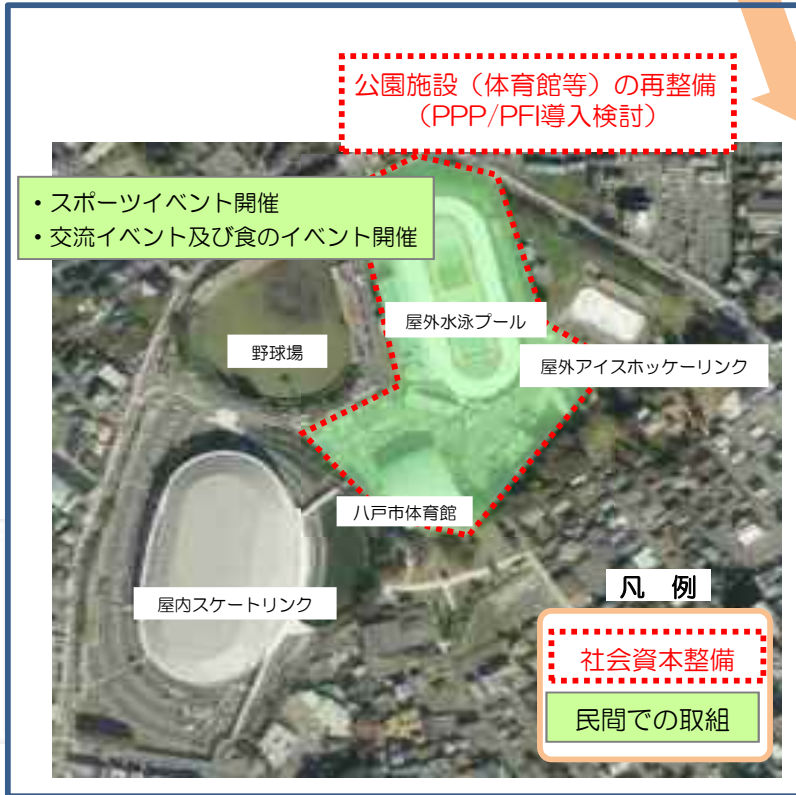 公園施設（体育館等）の再整備
（PPP/PFI導入検討）
・スポーツイベント開催
・交流イベント及び食のイベント開催
屋外水泳プール
野球場
屋外アイスホッケーリンク
八戸市体育館
屋内スケートリンク
凡　例
社会資本整備
民間での取組